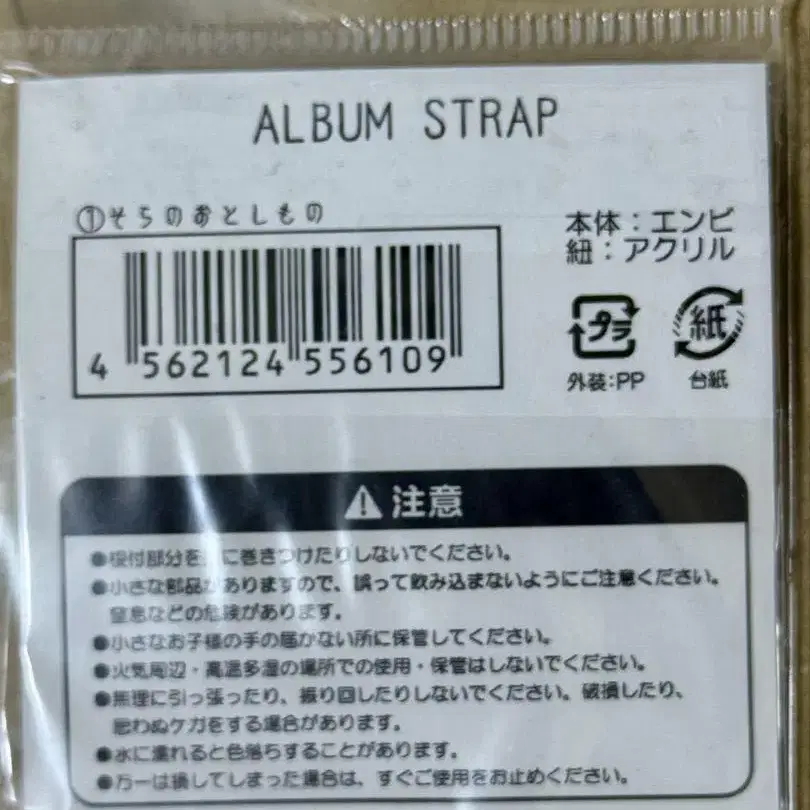 ALBUM STRAP
①そらのおとしもの
本体：エンビ
紐：アクリル
4 562124 556109
プラ
紙
外装:PP
台紙
注意
●根付部分を に巻きつけたりしないでください。
●小さな部品がありますので、誤って飲み込まないようにご注意ください。
窒息などの危険があります。
●小さなお子様の手の届かない所に保管してください。
●火気周辺・高温多湿の場所での使用・保管はしないでください。
●無理に引っ張ったり、振り回したりしないでください。破損したり、
思わぬケガをする場合があります。
●水に濡れると色落ちすることがあります。
●万一は損してしまった場合は、すぐご使用をお止めください。